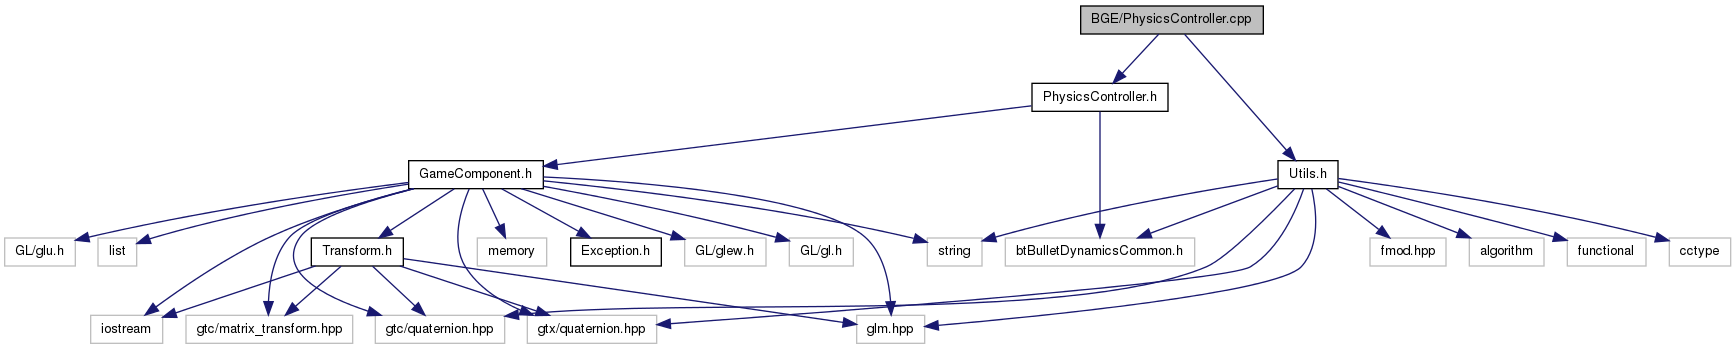 BGE/PhysicsController.cpp
PhysicsController.h
GameComponent.h
Utils.h
GL/glu.h
list
Transform.h
memory
Exception.h
GL/glew.h
GL/gl.h
string
btBulletDynamicsCommon.h
fmod.hpp
algorithm
functional
cctype
iostream
gtc/matrix_transform.hpp
gtc/quaternion.hpp
gtx/quaternion.hpp
glm.hpp